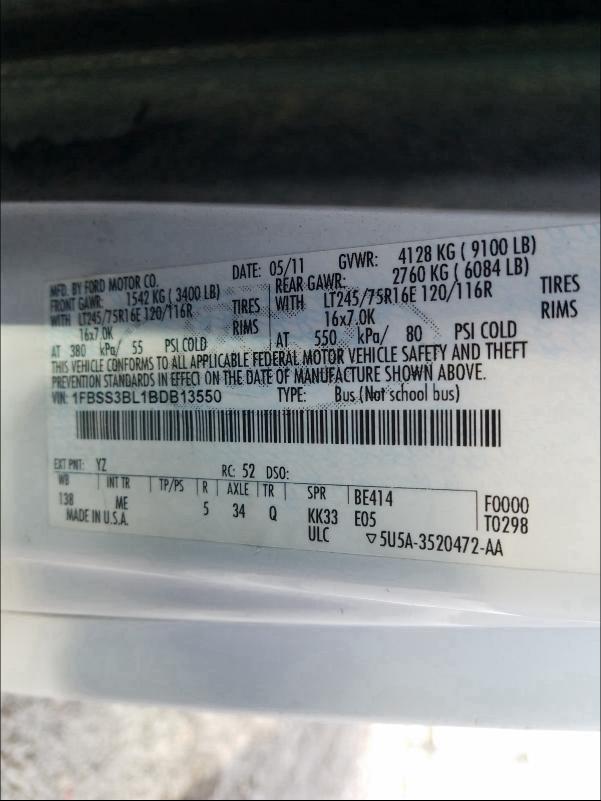 MFD. BY FORD MOTOR CO.
DATE: 05/11 GVWR: 4128 KG ( 9100 LB)
FRONT GAWR: 1542 KG ( 3400 LB)
REAR GAWR: 2760 KG ( 6084 LB)
WITH LT245/75R16E 120/116R TIRES
WITH LT245/75R16E 120/116R TIRES
16x7.0K RIMS
16x7.0K RIMS
AT 380 kPa/ 55 PSI COLD
AT 550 kPa/ 80 PSI COLD
THIS VEHICLE CONFORMS TO ALL APPLICABLE FEDERAL MOTOR VEHICLE SAFETY AND THEFT
PREVENTION STANDARDS IN EFFECT ON THE DATE OF MANUFACTURE SHOWN ABOVE.
VIN: 1FBSS3BL1BDB13550 TYPE: Bus (Not school bus)
EXT PNT: YZ RC: 52 DSO:
WB INT TR TP/PS R AXLE TR SPR BE414 F0000
138 ME 5 34 Q KK33 E05 T0298
MADE IN U.S.A. ULC ▽5U5A-3520472-AA